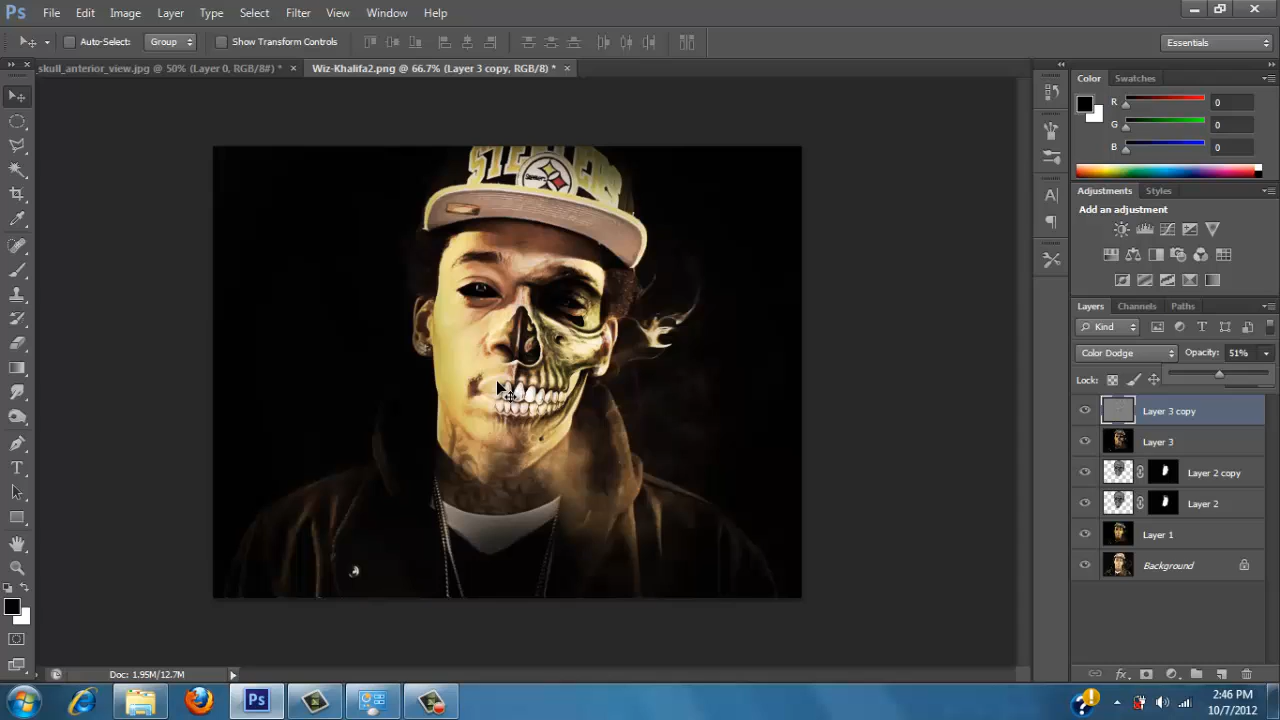 Ps File Edit Image Layer Type Select Filter View Window Help
Auto-Select: Group Show Transform Controls Essentials
_skull_anterior_view.jpg @ 50% (Layer 0, RGB/8#) * × Wiz-Khalifa2.png @ 66.7% (Layer 3 copy, RGB/8) * ×
Color Swatches
R 0
G 0
B 0
Adjustments Styles
Add an adjustment
Layers Channels Paths
Kind
Color Dodge Opacity: 51%
Lock:
Layer 3 copy
Layer 3
Layer 2 copy
Layer 2
Layer 1
Background
STEELERS
Doc: 1.95M/12.7M
Ps
2:46 PM
10/7/2012